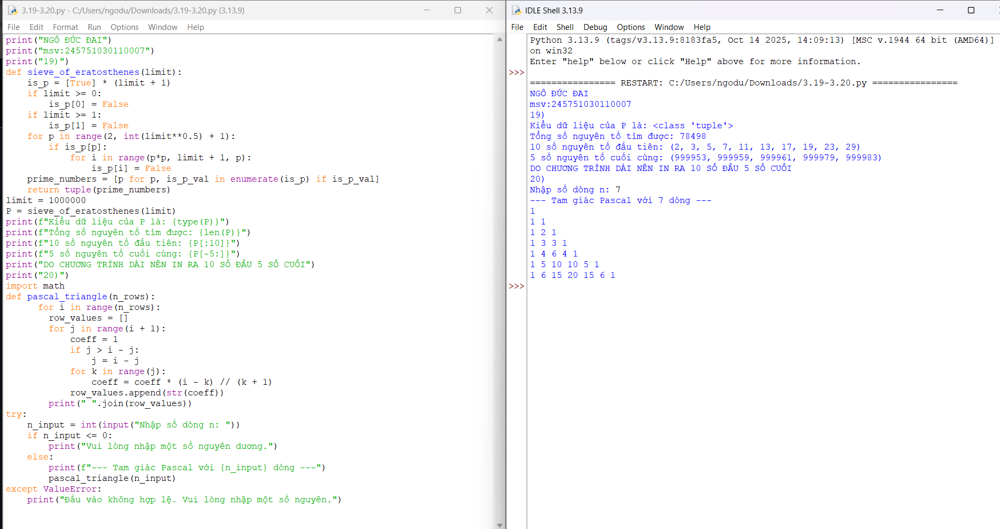 3.19-3.20.py - C:/Users/ngodu/Downloads/3.19-3.20.py (3.13.9)
File Edit Format Run Options Window Help
print("NGÔ ĐỨC ĐAI")
print("msv:245751030110007")
print("19)")
def sieve_of_eratosthenes(limit):
    is_p = [True] * (limit + 1)
    if limit >= 0:
        is_p[0] = False
    if limit >= 1:
        is_p[1] = False
    for p in range(2, int(limit**0.5) + 1):
        if is_p[p]:
            for i in range(p*p, limit + 1, p):
                is_p[i] = False
    prime_numbers = [p for p, is_p_val in enumerate(is_p) if is_p_val]
    return tuple(prime_numbers)
limit = 1000000
P = sieve_of_eratosthenes(limit)
print(f"Kiểu dữ liệu của P là: {type(P)}")
print(f"Tổng số nguyên tố tìm được: {len(P)}")
print(f"10 số nguyên tố đầu tiên: {P[:10]}")
print(f"5 số nguyên tố cuối cùng: {P[-5:]}")
print("DO CHƯƠNG TRÌNH DÀI NÊN IN RA 10 SỐ ĐẦU 5 SỐ CUỐI")
print("20)")
import math
def pascal_triangle(n_rows):
      for i in range(n_rows):
        row_values = []
        for j in range(i + 1):
            coeff = 1
            if j > i - j:
                j = i - j
            for k in range(j):
                coeff = coeff * (i - k) // (k + 1)
            row_values.append(str(coeff))
        print(" ".join(row_values))
try:
    n_input = int(input("Nhập số dòng n: "))
    if n_input <= 0:
        print("Vui lòng nhập một số nguyên dương.")
    else:
        print(f"--- Tam giác Pascal với {n_input} dòng ---")
        pascal_triangle(n_input)
except ValueError:
    print("Đầu vào không hợp lệ. Vui lòng nhập một số nguyên.")
IDLE Shell 3.13.9
File Edit Shell Debug Options Window Help
Python 3.13.9 (tags/v3.13.9:8183fa5, Oct 14 2025, 14:09:13) [MSC v.1944 64 bit (AMD64)]
on win32
Enter "help" below or click "Help" above for more information.
>>>
================ RESTART: C:/Users/ngodu/Downloads/3.19-3.20.py ================
NGÔ ĐỨC ĐAI
msv:245751030110007
19)
Kiểu dữ liệu của P là: <class 'tuple'>
Tổng số nguyên tố tìm được: 78498
10 số nguyên tố đầu tiên: (2, 3, 5, 7, 11, 13, 17, 19, 23, 29)
5 số nguyên tố cuối cùng: (999953, 999959, 999961, 999979, 999983)
DO CHƯƠNG TRÌNH DÀI NÊN IN RA 10 SỐ ĐẦU 5 SỐ CUỐI
20)
Nhập số dòng n: 7
--- Tam giác Pascal với 7 dòng ---
1
1 1
1 2 1
1 3 3 1
1 4 6 4 1
1 5 10 10 5 1
1 6 15 20 15 6 1
>>>